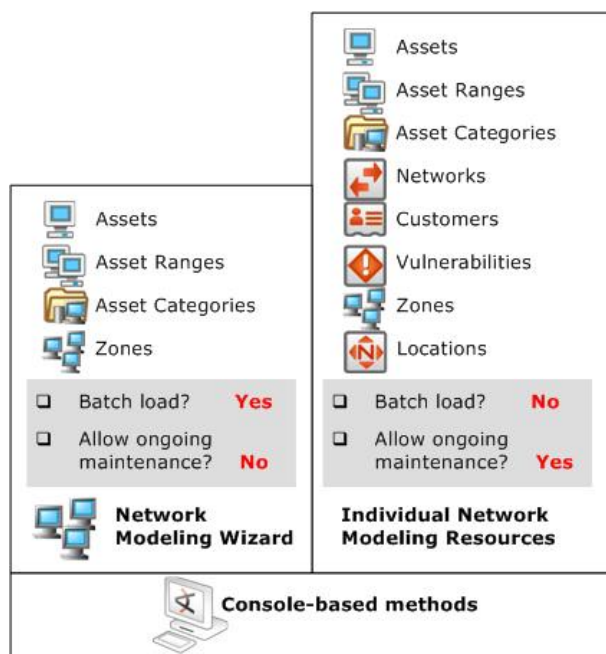 Assets
Asset Ranges
Asset Categories
Zones
❑ Batch load? Yes
❑ Allow ongoing
maintenance? No
Network
Modeling Wizard
Assets
Asset Ranges
Asset Categories
Networks
Customers
Vulnerabilities
Zones
N
Locations
❑ Batch load? No
❑ Allow ongoing
maintenance? Yes
Individual Network
Modeling Resources
Console-based methods